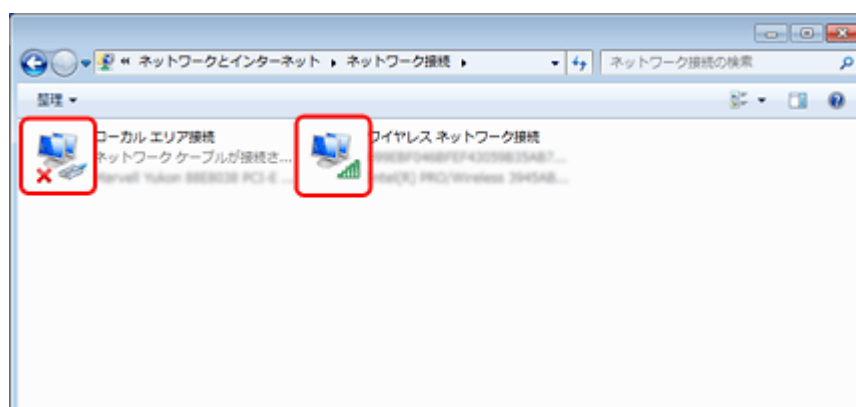 « ネットワークとインターネット ▸ ネットワーク接続 ▸
ネットワーク接続の検索
整理 ▾
ローカル エリア接続
ネットワーク ケーブルが接続さ...
ワイヤレス ネットワーク接続